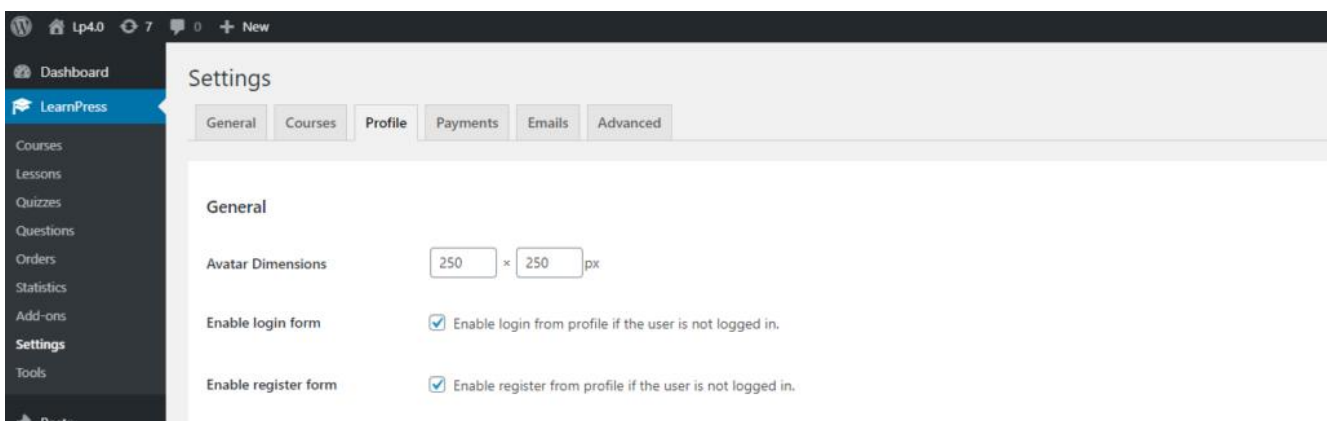 Lp4.0 7 0 + New
Dashboard
LearnPress
Courses
Lessons
Quizzes
Questions
Orders
Statistics
Add-ons
Settings
Tools
Settings
General Courses Profile Payments Emails Advanced
General
Avatar Dimensions 250 × 250 px
Enable login form Enable login from profile if the user is not logged in.
Enable register form Enable register from profile if the user is not logged in.